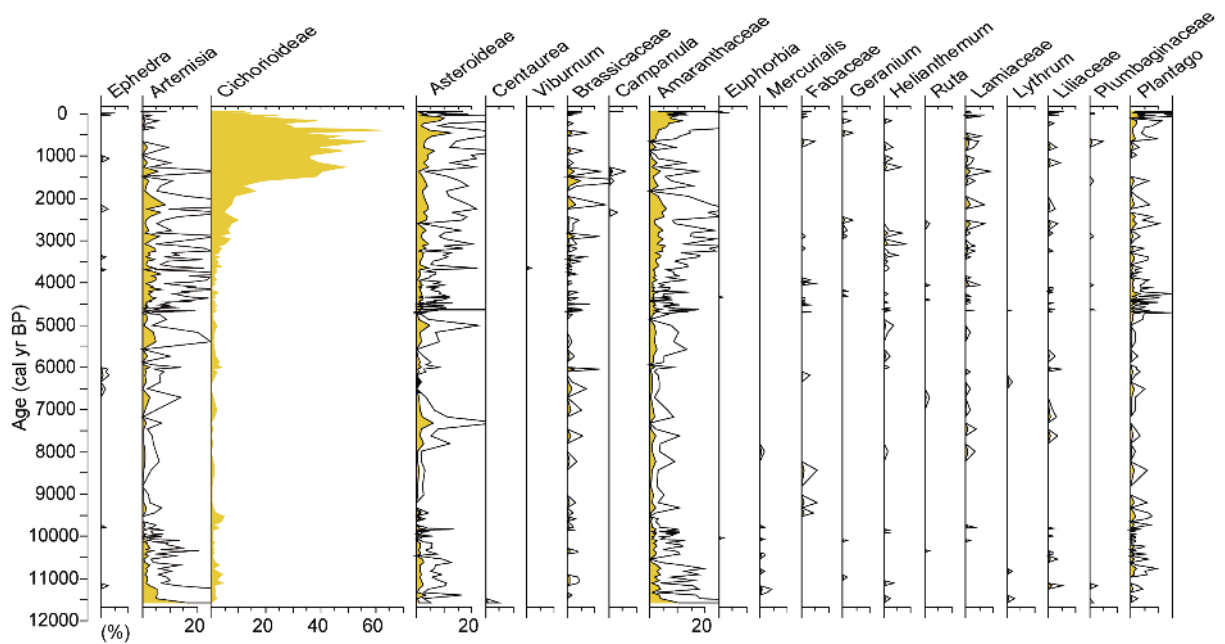 Ephedra
Artemisia
Cichorioideae
Asteroideae
Centaurea
Viburnum
Brassicaceae
Campanula
Amaranthaceae
Euphorbia
Mercurialis
Fabaceae
Geranium
Helianthemum
Ruta
Lamiaceae
Lythrum
Liliaceae
Plumbaginaceae
Plantago
Age (cal yr BP)
0
1000
2000
3000
4000
5000
6000
7000
8000
9000
10000
11000
12000
(%)
20
20
40
60
20
20